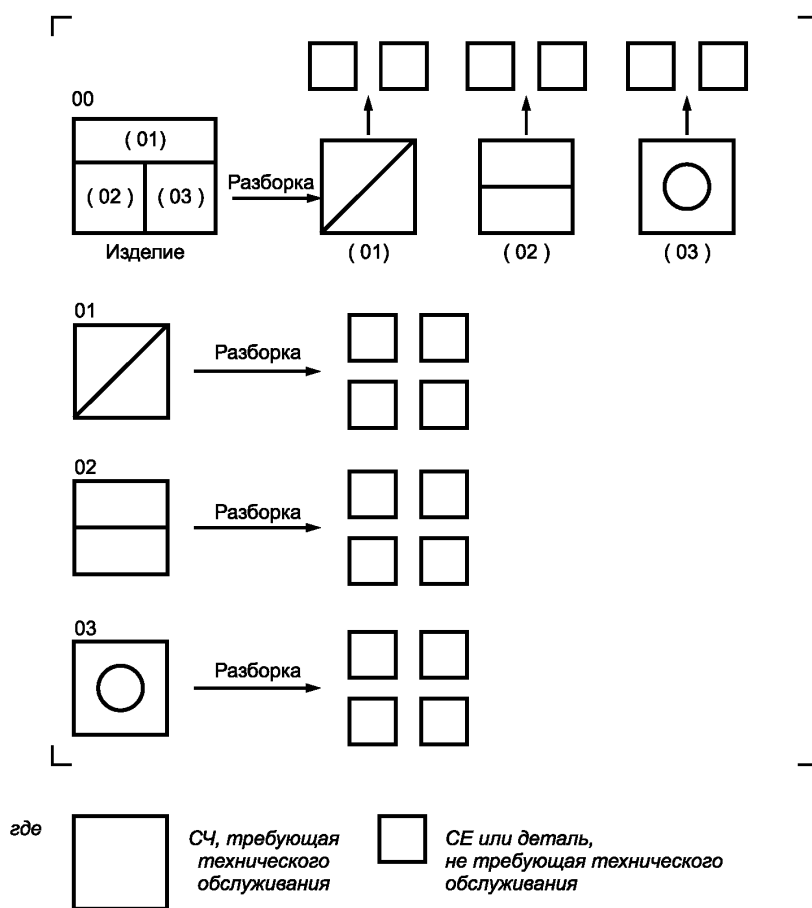 00
( 01)
( 02 ) ( 03 )
Изделие
Разборка
( 01)
( 02 )
( 03 )
01
Разборка
02
Разборка
03
Разборка
где
СЧ, требующая
технического
обслуживания
СЕ или деталь,
не требующая технического
обслуживания